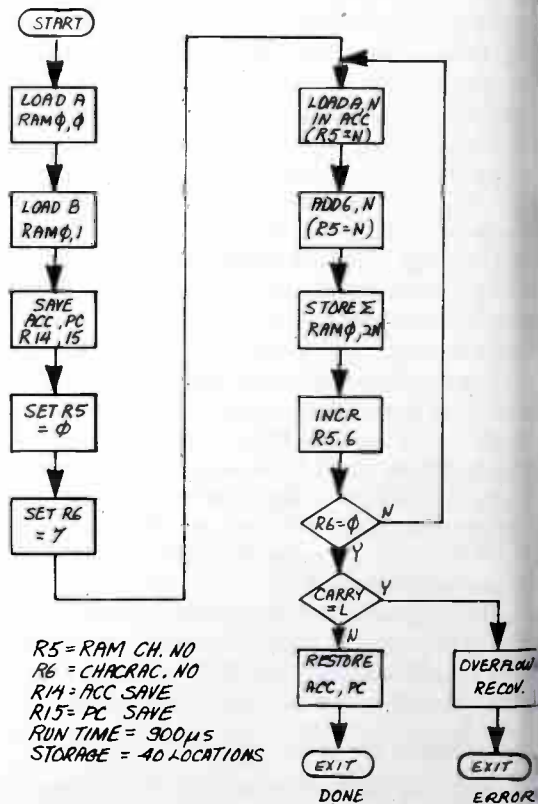 START
LOAD A
RAMφ,φ
LOAD B
RAMφ,1
SAVE
ACC, PC
R14, 15
SET R5
= φ
SET R6
= 7
LOAD A, N
IN ACC
(R5=N)
ADD 6, N
(R5=N)
STORE Σ
RAMφ, 2N
INCR
R5, 6
R6=φ
N
Y
CARRY
=L
Y
N
RESTORE
ACC, PC
OVERFLOW
RECOV.
EXIT
EXIT
DONE
ERROR
R5=RAM CH. NO
R6 = CHACRAC. NO
R14=ACC SAVE
R15= PC SAVE
RUN TIME = 900μs
STORAGE = 40 LOCATIONS